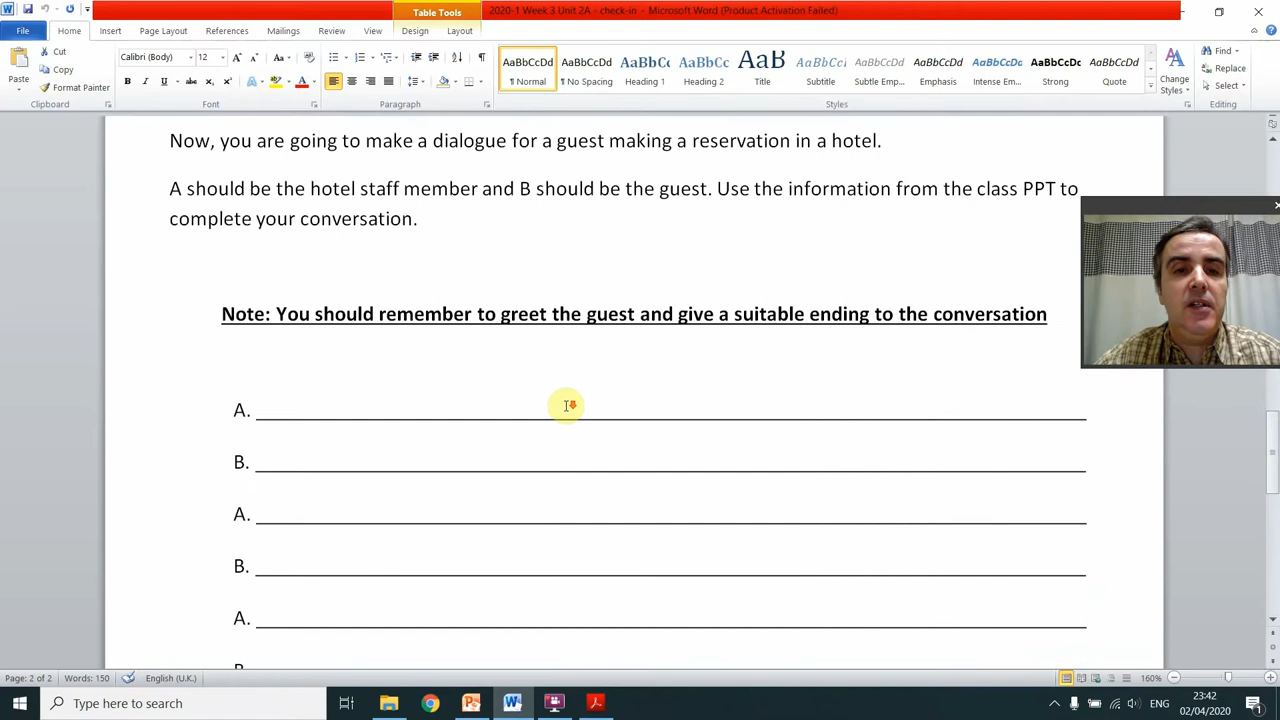 Table Tools
2020-1 Week 3 Unit 2A - check-in - Microsoft Word (Product Activation Failed)
File Home Insert Page Layout References Mailings Review View Design Layout
Paste
Cut
Copy
Format Painter
Clipboard
Calibri (Body) 12
Font
Paragraph
AaBbCcDd AaBbCcDd AaBbCc AaBbCc AaB AaBbCcI AaBbCcDd AaBbCcDd AaBbCcDd AaBbCcDc AaBbCcDd
¶ Normal ¶ No Spacing Heading 1 Heading 2 Title Subtitle Subtle Emp... Emphasis Intense Em... Strong Quote
Styles
Change
Styles
Find
Replace
Select
Editing
Now, you are going to make a dialogue for a guest making a reservation in a hotel.
A should be the hotel staff member and B should be the guest. Use the information from the class PPT to
complete your conversation.
Note: You should remember to greet the guest and give a suitable ending to the conversation
A.
B.
A.
B.
A.
Page: 2 of 2 Words: 150 English (U.K.) 160%
Type here to search
ENG
23:42
02/04/2020